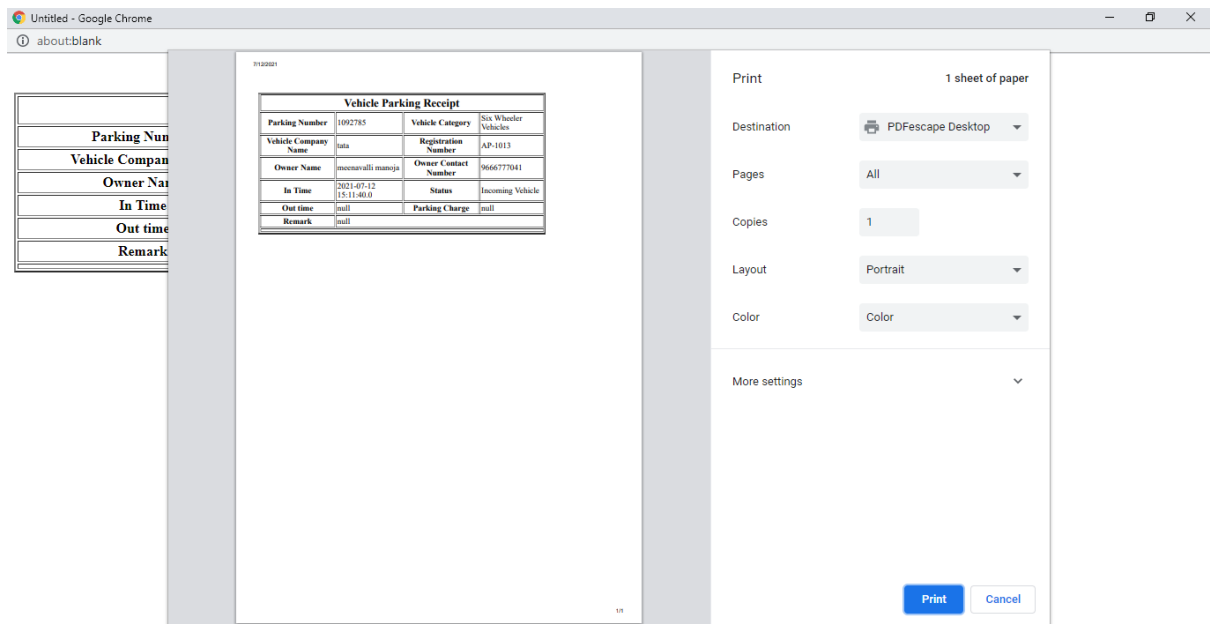 Untitled - Google Chrome
about:blank
Parking Num
Vehicle Compan
Owner Nar
In Time
Out time
Remark
7/12/2021
Vehicle Parking Receipt
Parking Number 1092785 Vehicle Category Six Wheeler
Vehicles
Vehicle Company
Name tata Registration
Number AP-1013
Owner Name meenavalli manoja Owner Contact
Number 9666777041
In Time 2021-07-12
15:11:40.0 Status Incoming Vehicle
Out time null Parking Charge null
Remark null
1/1
Print 1 sheet of paper
Destination PDFescape Desktop
Pages All
Copies 1
Layout Portrait
Color Color
More settings
Print Cancel